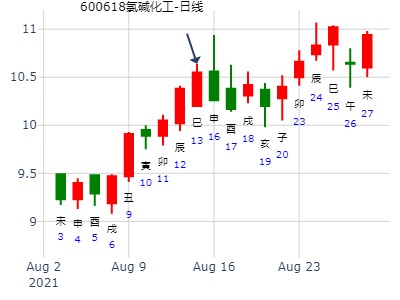 600618氯碱化工-日线
11
10.5
10
9.5
9
未
3
申
4
酉
5
戌
6
丑
9
寅
10
卯
11
辰
12
巳
13
申
16
酉
17
戌
18
亥
19
子
20
卯
23
辰
24
巳
25
午
26
未
27
Aug 2
2021
Aug 9
Aug 16
Aug 23